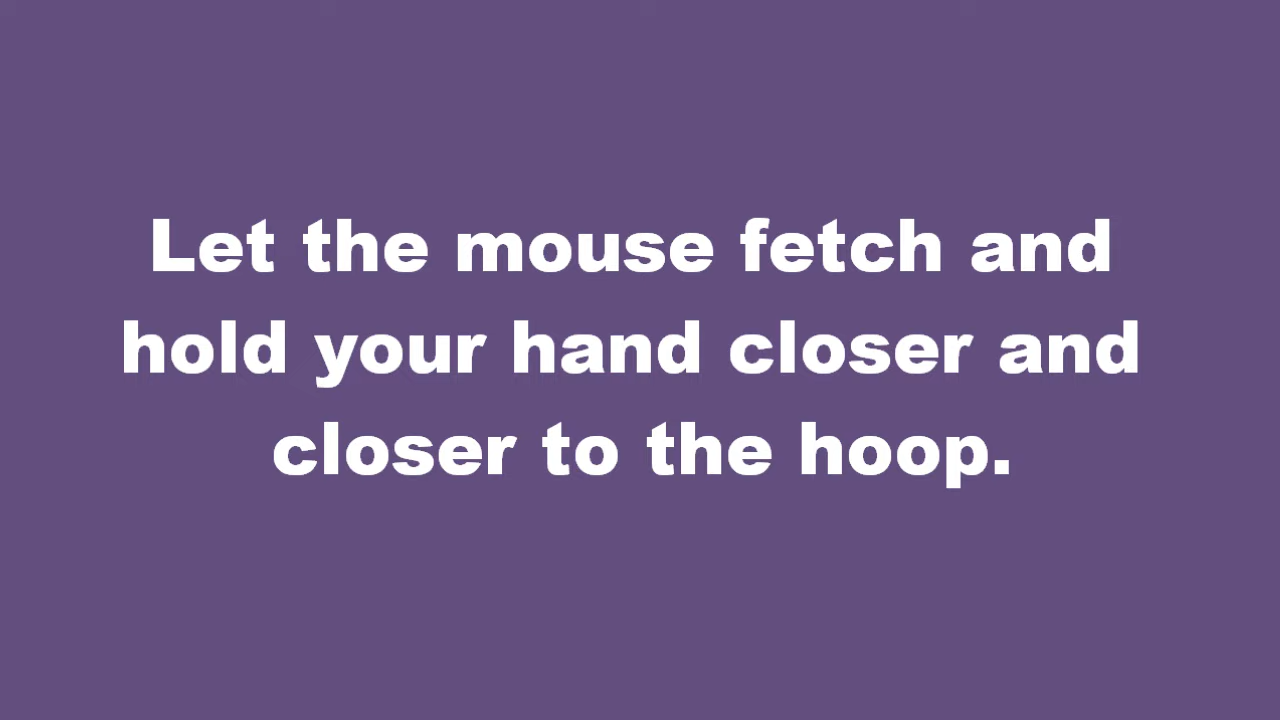 Let the mouse fetch and
hold your hand closer and
closer to the hoop.